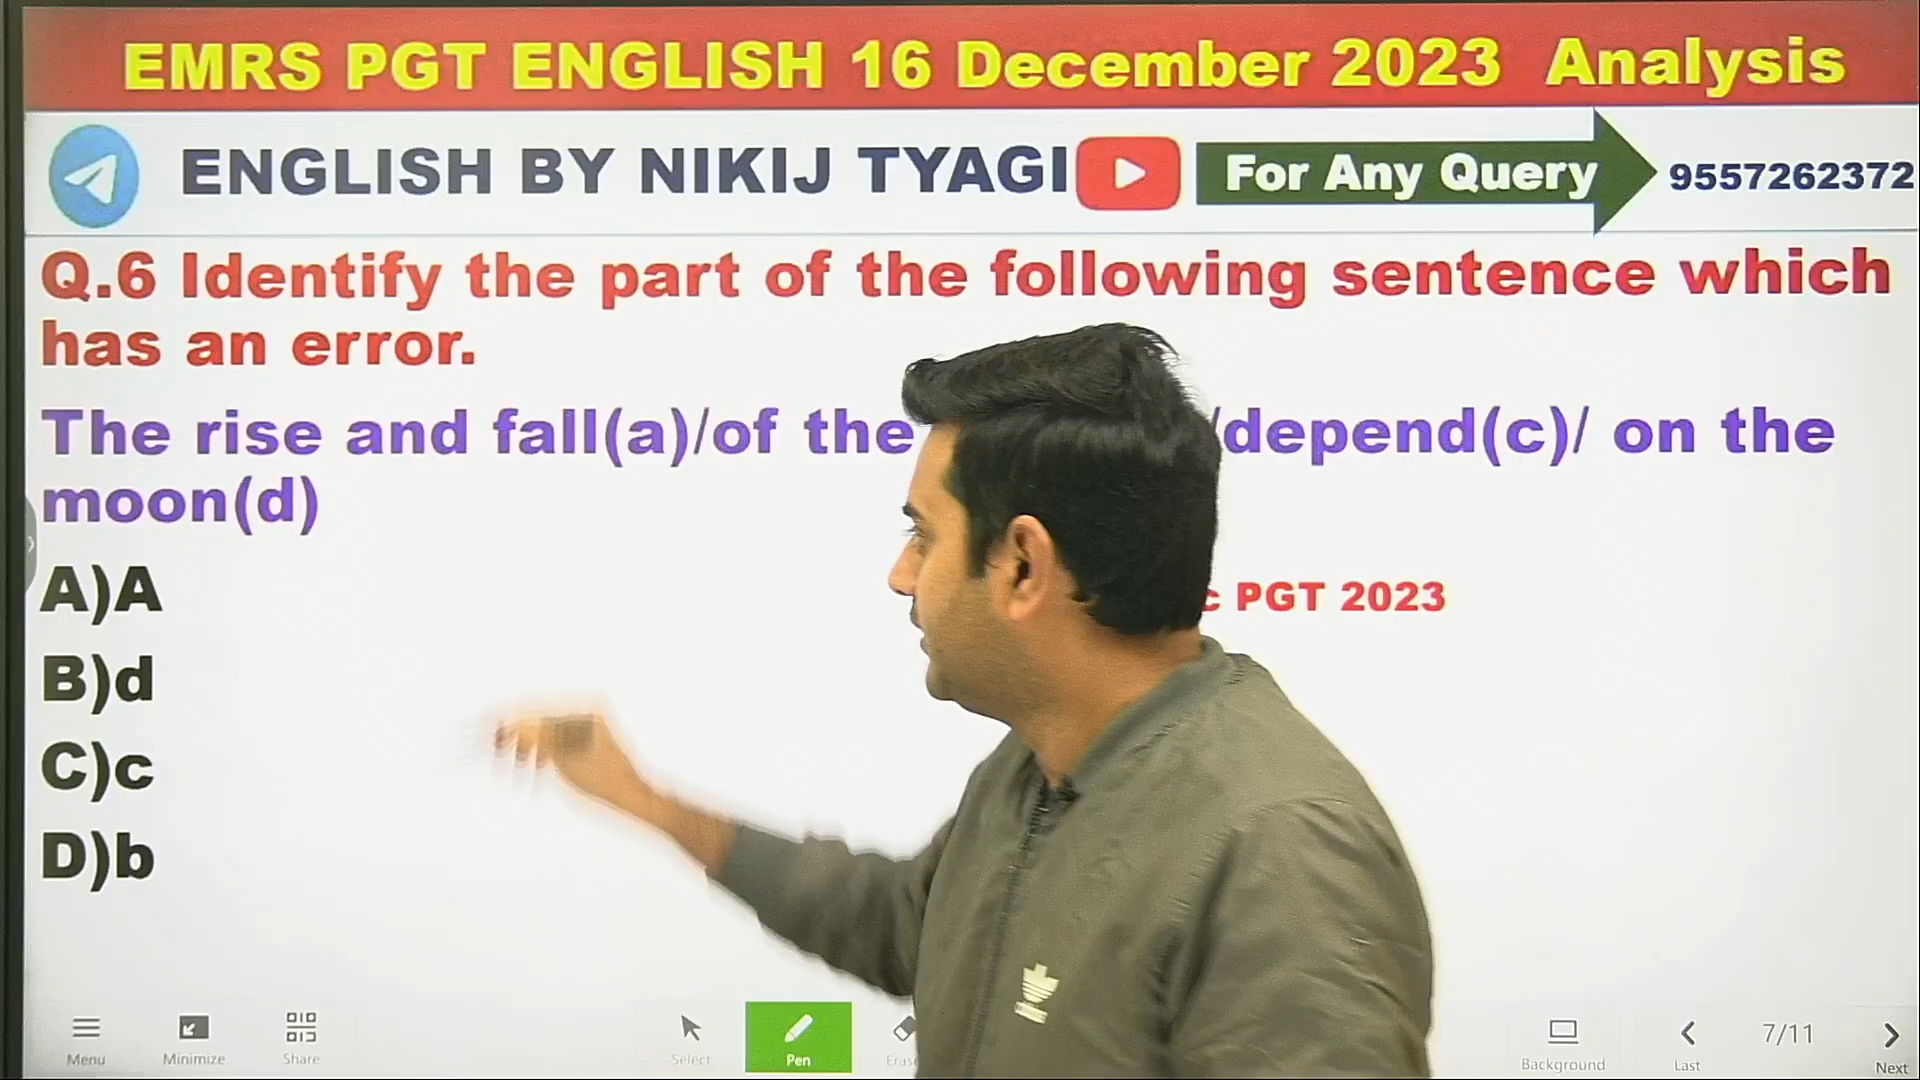 EMRS PGT ENGLISH 16 December 2023 Analysis
ENGLISH BY NIKIJ TYAGI For Any Query 9557262372
Q.6 Identify the part of the following sentence which
has an error.
The rise and fall(a)/of the /depend(c)/ on the
moon(d)
A)A
c PGT 2023
B)d
C)c
D)b
Menu Minimize Share Select Pen Background Last 7/11 Next